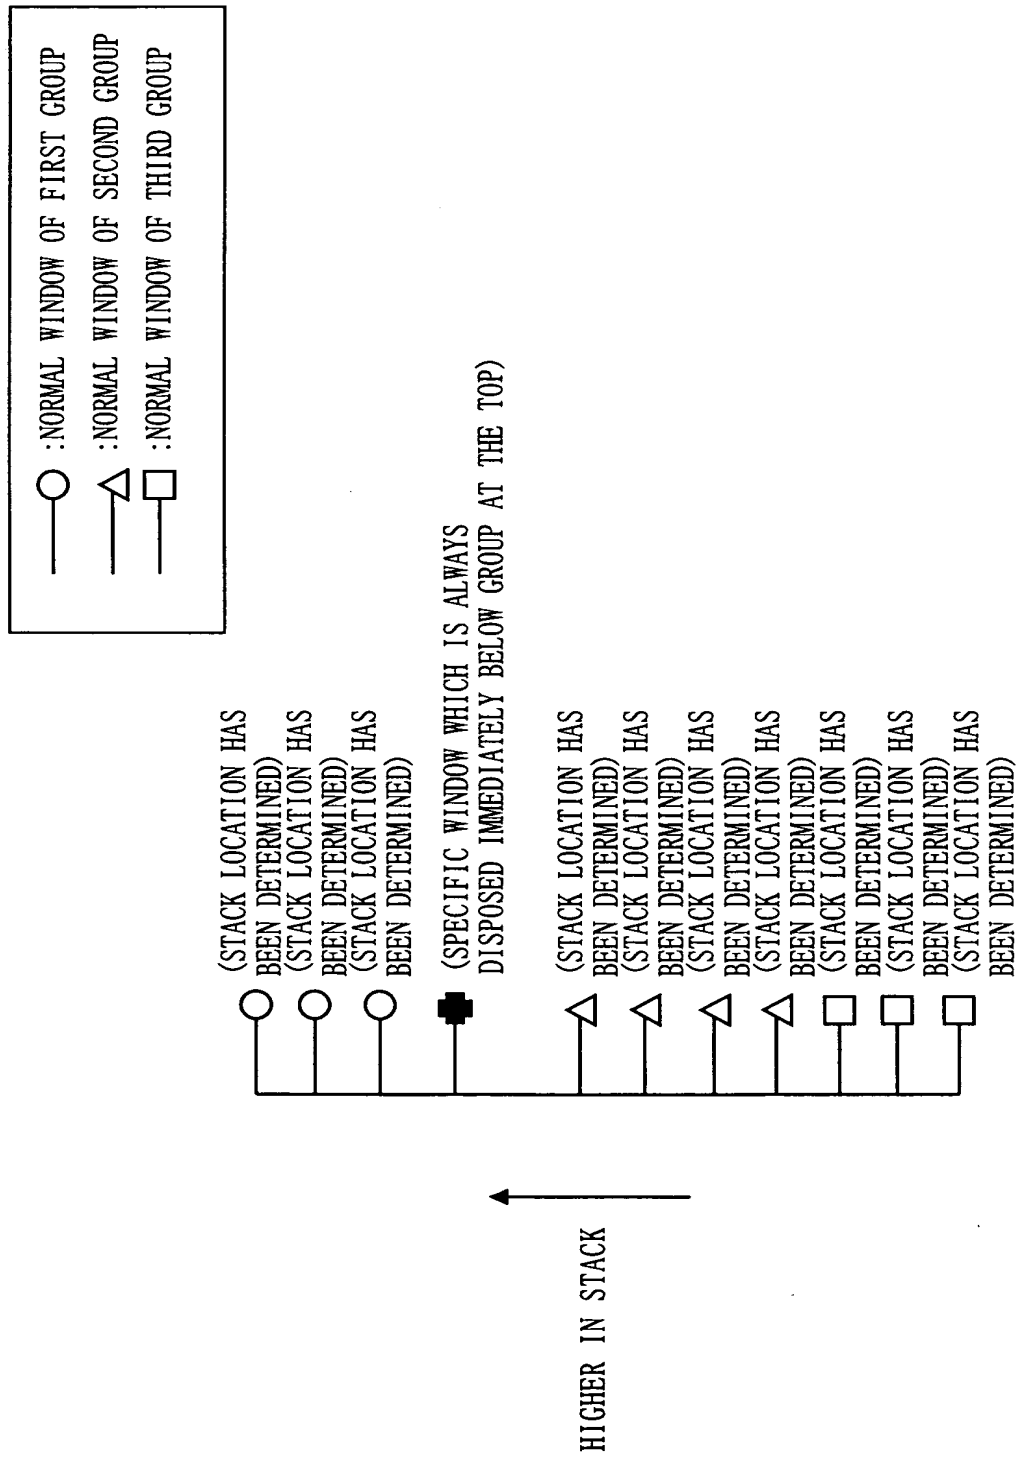 :NORMAL WINDOW OF FIRST GROUP
:NORMAL WINDOW OF SECOND GROUP
:NORMAL WINDOW OF THIRD GROUP
(STACK LOCATION HAS
BEEN DETERMINED)
(STACK LOCATION HAS
BEEN DETERMINED)
(STACK LOCATION HAS
BEEN DETERMINED)
(SPECIFIC WINDOW WHICH IS ALWAYS
DISPOSED IMMEDIATELY BELOW GROUP AT THE TOP)
(STACK LOCATION HAS
BEEN DETERMINED)
(STACK LOCATION HAS
BEEN DETERMINED)
(STACK LOCATION HAS
BEEN DETERMINED)
(STACK LOCATION HAS
BEEN DETERMINED)
(STACK LOCATION HAS
BEEN DETERMINED)
(STACK LOCATION HAS
BEEN DETERMINED)
(STACK LOCATION HAS
BEEN DETERMINED)
HIGHER IN STACK